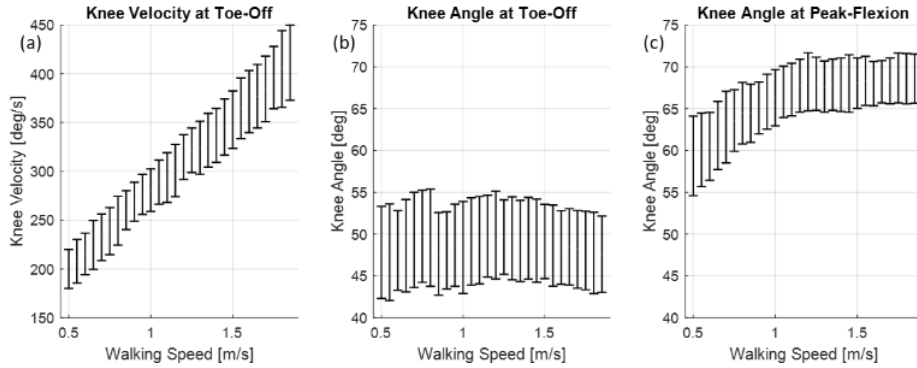 Knee Velocity at Toe-Off
(a)
Knee Velocity [deg/s]
450
400
350
300
250
200
150
0.5 1 1.5
Walking Speed [m/s]
Knee Angle at Toe-Off
(b)
Knee Angle [deg]
75
70
65
60
55
50
45
40
0.5 1 1.5
Walking Speed [m/s]
Knee Angle at Peak-Flexion
(c)
Knee Angle [deg]
75
70
65
60
55
50
45
40
0.5 1 1.5
Walking Speed [m/s]